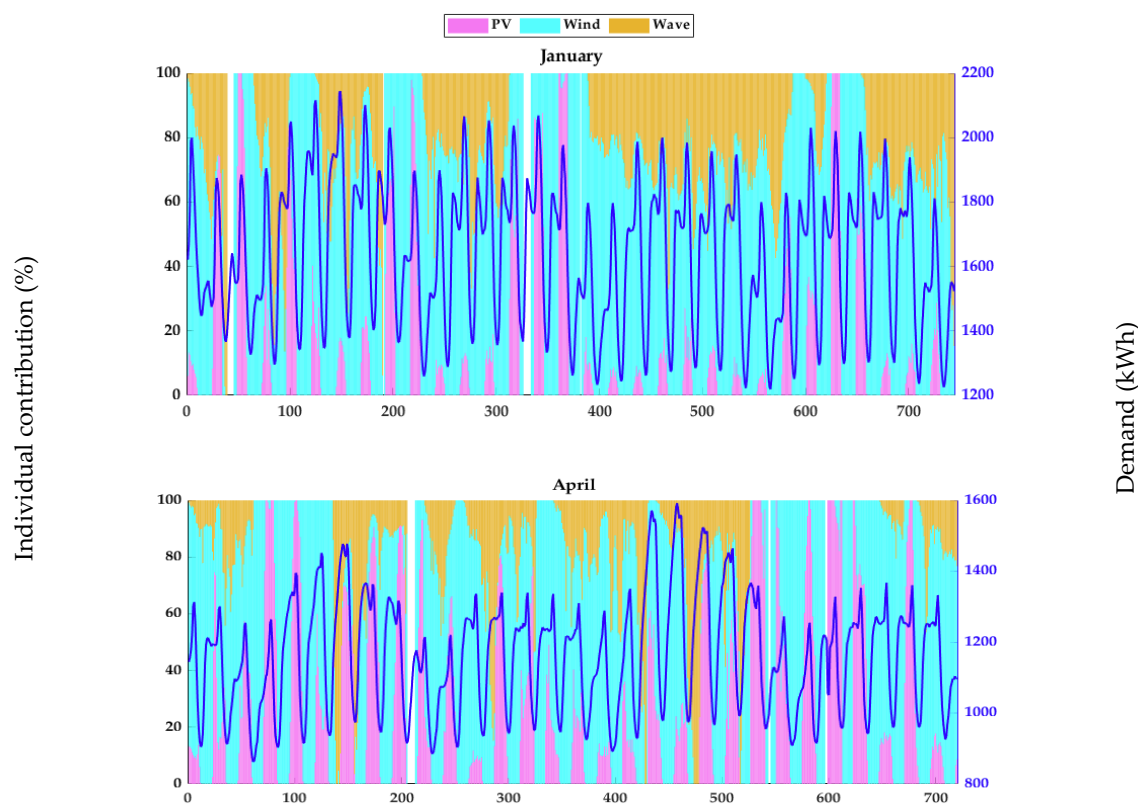 PV Wind Wave
January
100 2200
80 2000
60 1800
40 1600
20 1400
0 1200
0 100 200 300 400 500 600 700
Individual contribution (%)
Demand (kWh)
April
100 1600
80 1400
60 1200
40 1000
20
0 800
0 100 200 300 400 500 600 700